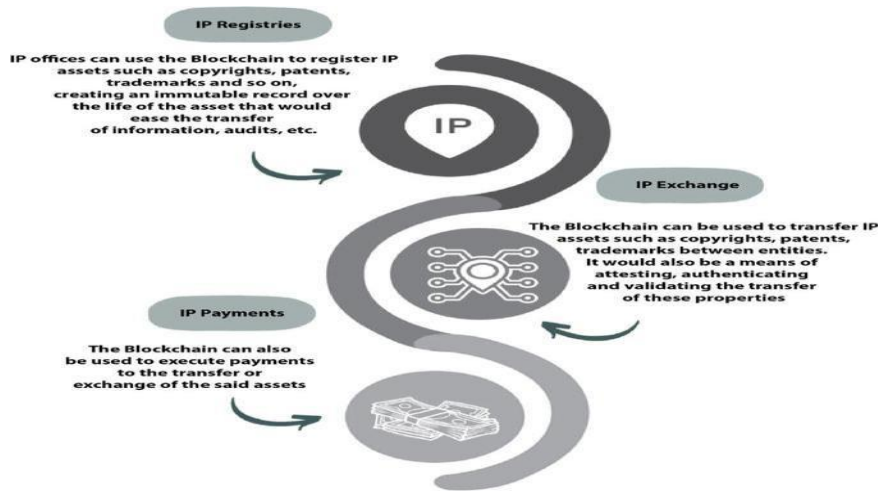 IP Registries
IP offices can use the Blockchain to register IP
assets such as copyrights, patents,
trademarks and so on,
creating an immutable record over
the life of the asset that would
ease the transfer
of information, audits, etc.
IP
IP Exchange
The Blockchain can be used to transfer IP
assets such as copyrights, patents,
trademarks between entities.
It would also be a means of
attesting, authenticating
and validating the transfer
of these properties
IP Payments
The Blockchain can also
be used to execute payments
to the transfer or
exchange of the said assets